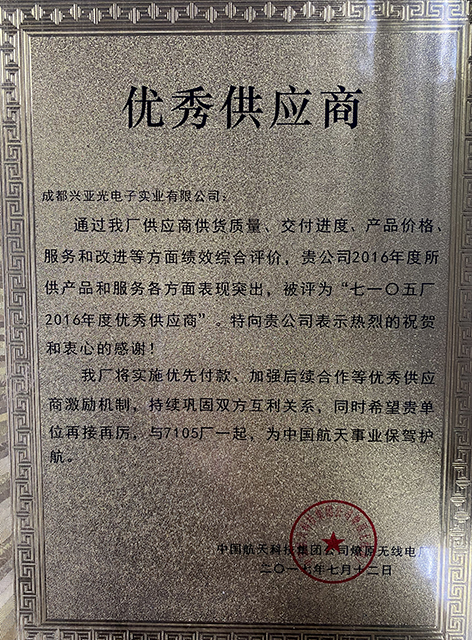 优秀供应商
成都兴亚光电子实业有限公司：
通过我厂供应商供货质量、交付进度、产品价格、
服务和改进等方面绩效综合评价，贵公司2016年度所
供产品和服务各方面表现突出，被评为“七一〇五厂
2016年度优秀供应商”。特向贵公司表示热烈的祝贺
和衷心的感谢！
我厂将实施优先付款、加强后续合作等优秀供应
商激励机制，持续巩固双方互利关系，同时希望贵单
位再接再厉，与7105厂一起，为中国航天事业保驾护
航。
中国航天科技集团公司燎原无线电厂
二〇一七年七月十二日